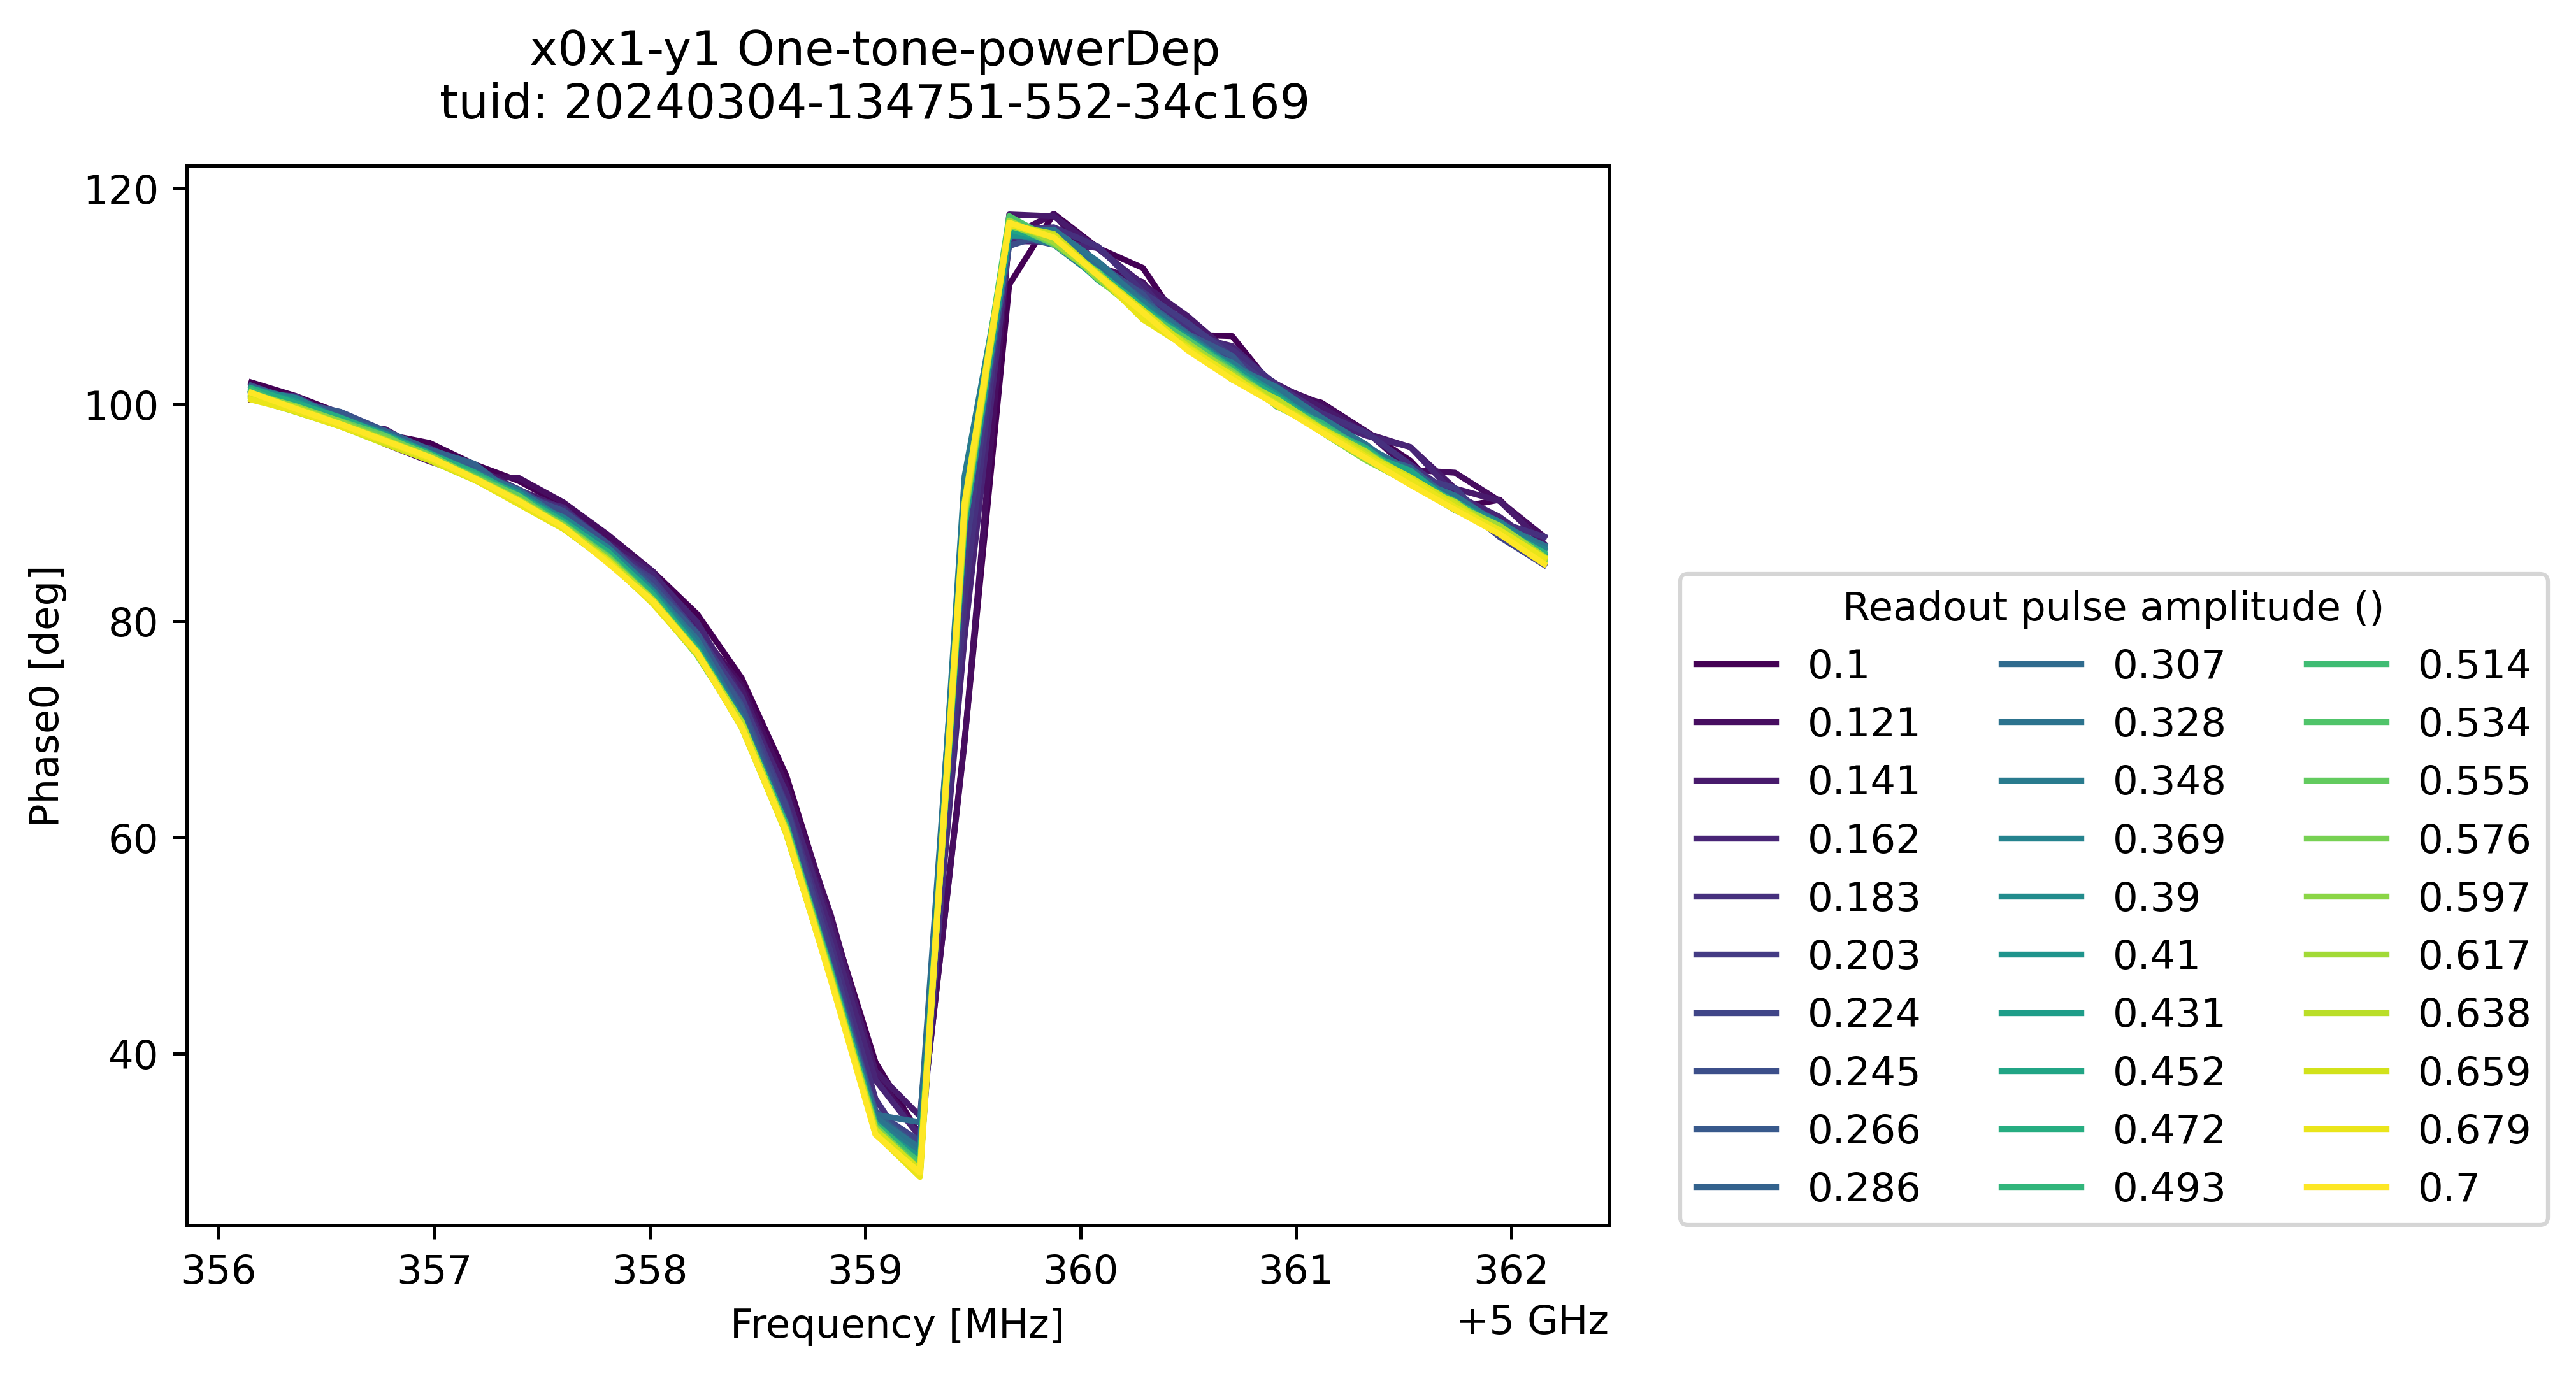 x0x1-y1 One-tone-powerDep
tuid: 20240304-134751-552-34c169
120
100
80
60
40
Phase0 [deg]
356 357 358 359 360 361 362
Frequency [MHz]
+5 GHz
Readout pulse amplitude ()
0.1 0.307 0.514
0.121 0.328 0.534
0.141 0.348 0.555
0.162 0.369 0.576
0.183 0.39 0.597
0.203 0.41 0.617
0.224 0.431 0.638
0.245 0.452 0.659
0.266 0.472 0.679
0.286 0.493 0.7